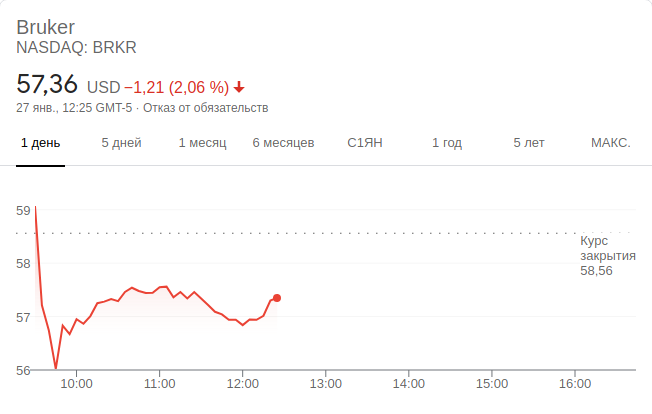 Bruker
NASDAQ: BRKR
57,36 USD −1,21 (2,06 %)
27 янв., 12:25 GMT-5 · Отказ от обязательств
1 день 5 дней 1 месяц 6 месяцев С1ЯН 1 год 5 лет МАКС.
59
Курс
закрытия
58,56
58
57
56
10:00 11:00 12:00 13:00 14:00 15:00 16:00